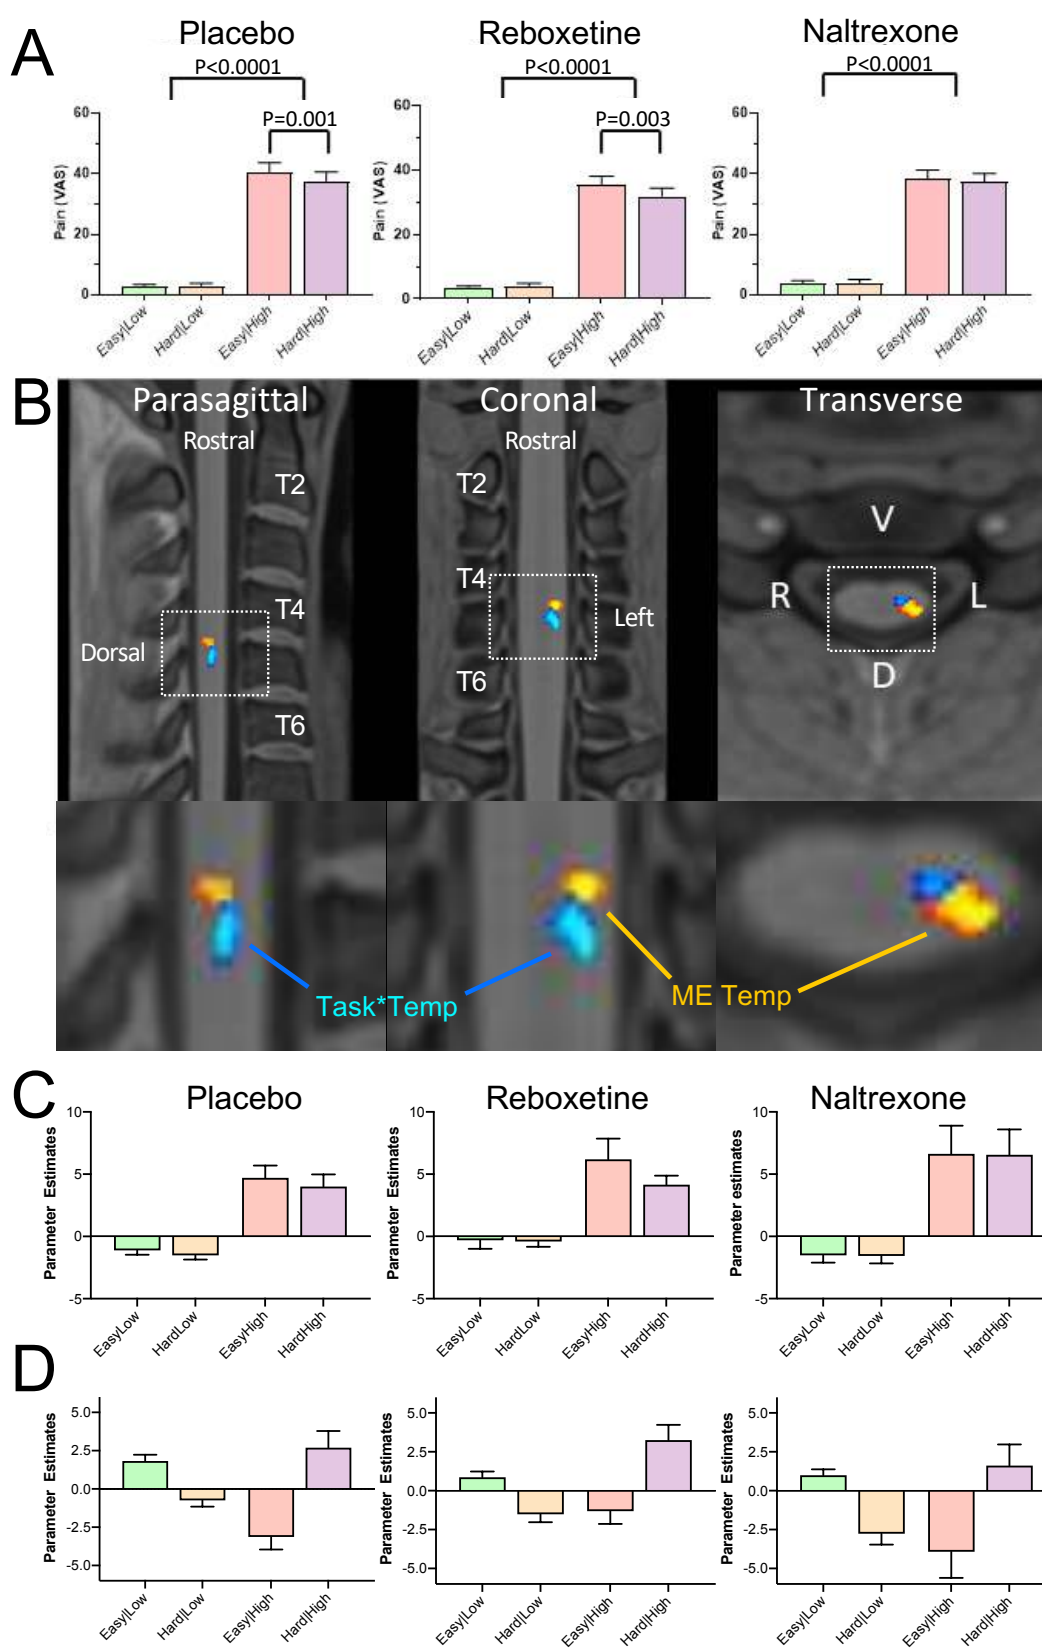 A
Placebo
Reboxetine
Naltrexone
P<0.0001
P<0.0001
P<0.0001
P=0.001
P=0.003
Pain (VAS)
60
40
20
0
Easy|Low
Hard|Low
Easy|High
Hard|High
Pain (VAS)
60
40
20
0
Easy|Low
Hard|Low
Easy|High
Hard|High
Pain (VAS)
60
40
20
0
Easy|Low
Hard|Low
Easy|High
Hard|High
B
Parasagittal
Rostral
T2
T4
Dorsal
T6
Coronal
Rostral
T2
T4
Left
T6
Transverse
V
R
L
D
Task*Temp
ME Temp
C
Placebo
Reboxetine
Naltrexone
Parameter Estimates
10
5
0
-5
EasyLow
HardLow
EasyHigh
HardHigh
Parameter Estimates
10
5
0
-5
EasyLow
HardLow
EasyHigh
HardHigh
Parameter estimates
10
5
0
-5
EasyLow
HardLow
EasyHigh
HardHigh
D
Parameter Estimates
5.0
2.5
0.0
-2.5
-5.0
Easy|Low
Hard|Low
Easy|High
Hard|High
Parameter Estimates
5.0
2.5
0.0
-2.5
-5.0
Easy|Low
Hard|Low
Easy|High
Hard|High
Parameter Estimates
5.0
2.5
0.0
-2.5
-5.0
Easy|Low
Hard|Low
Easy|High
Hard|High